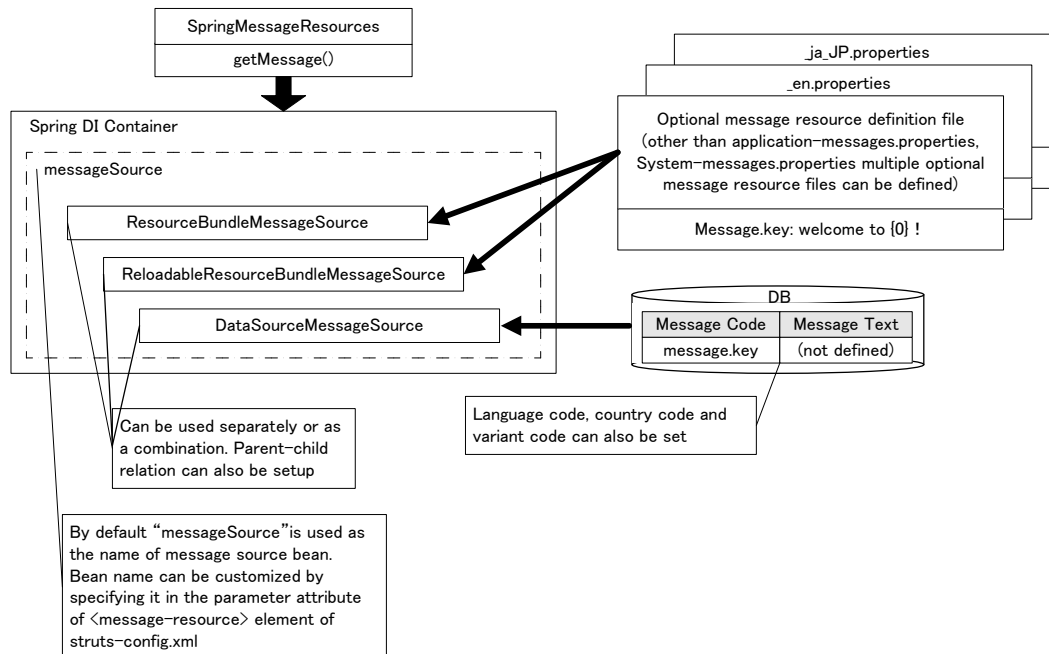 SpringMessageResources
getMessage()
_ja_JP.properties
_en.properties
Optional message resource definition file
(other than application-messages.properties,
System-messages.properties multiple optional
message resource files can be defined)
Message.key: welcome to {0} !
Spring DI Container
messageSource
ResourceBundleMessageSource
ReloadableResourceBundleMessageSource
DataSourceMessageSource
DB
Message Code
Message Text
message.key
(not defined)
Language code, country code and
variant code can also be set
Can be used separately or as
a combination. Parent-child
relation can also be setup
By default “messageSource”is used as
the name of message source bean.
Bean name can be customized by
specifying it in the parameter attribute
of <message-resource> element of
struts-config.xml